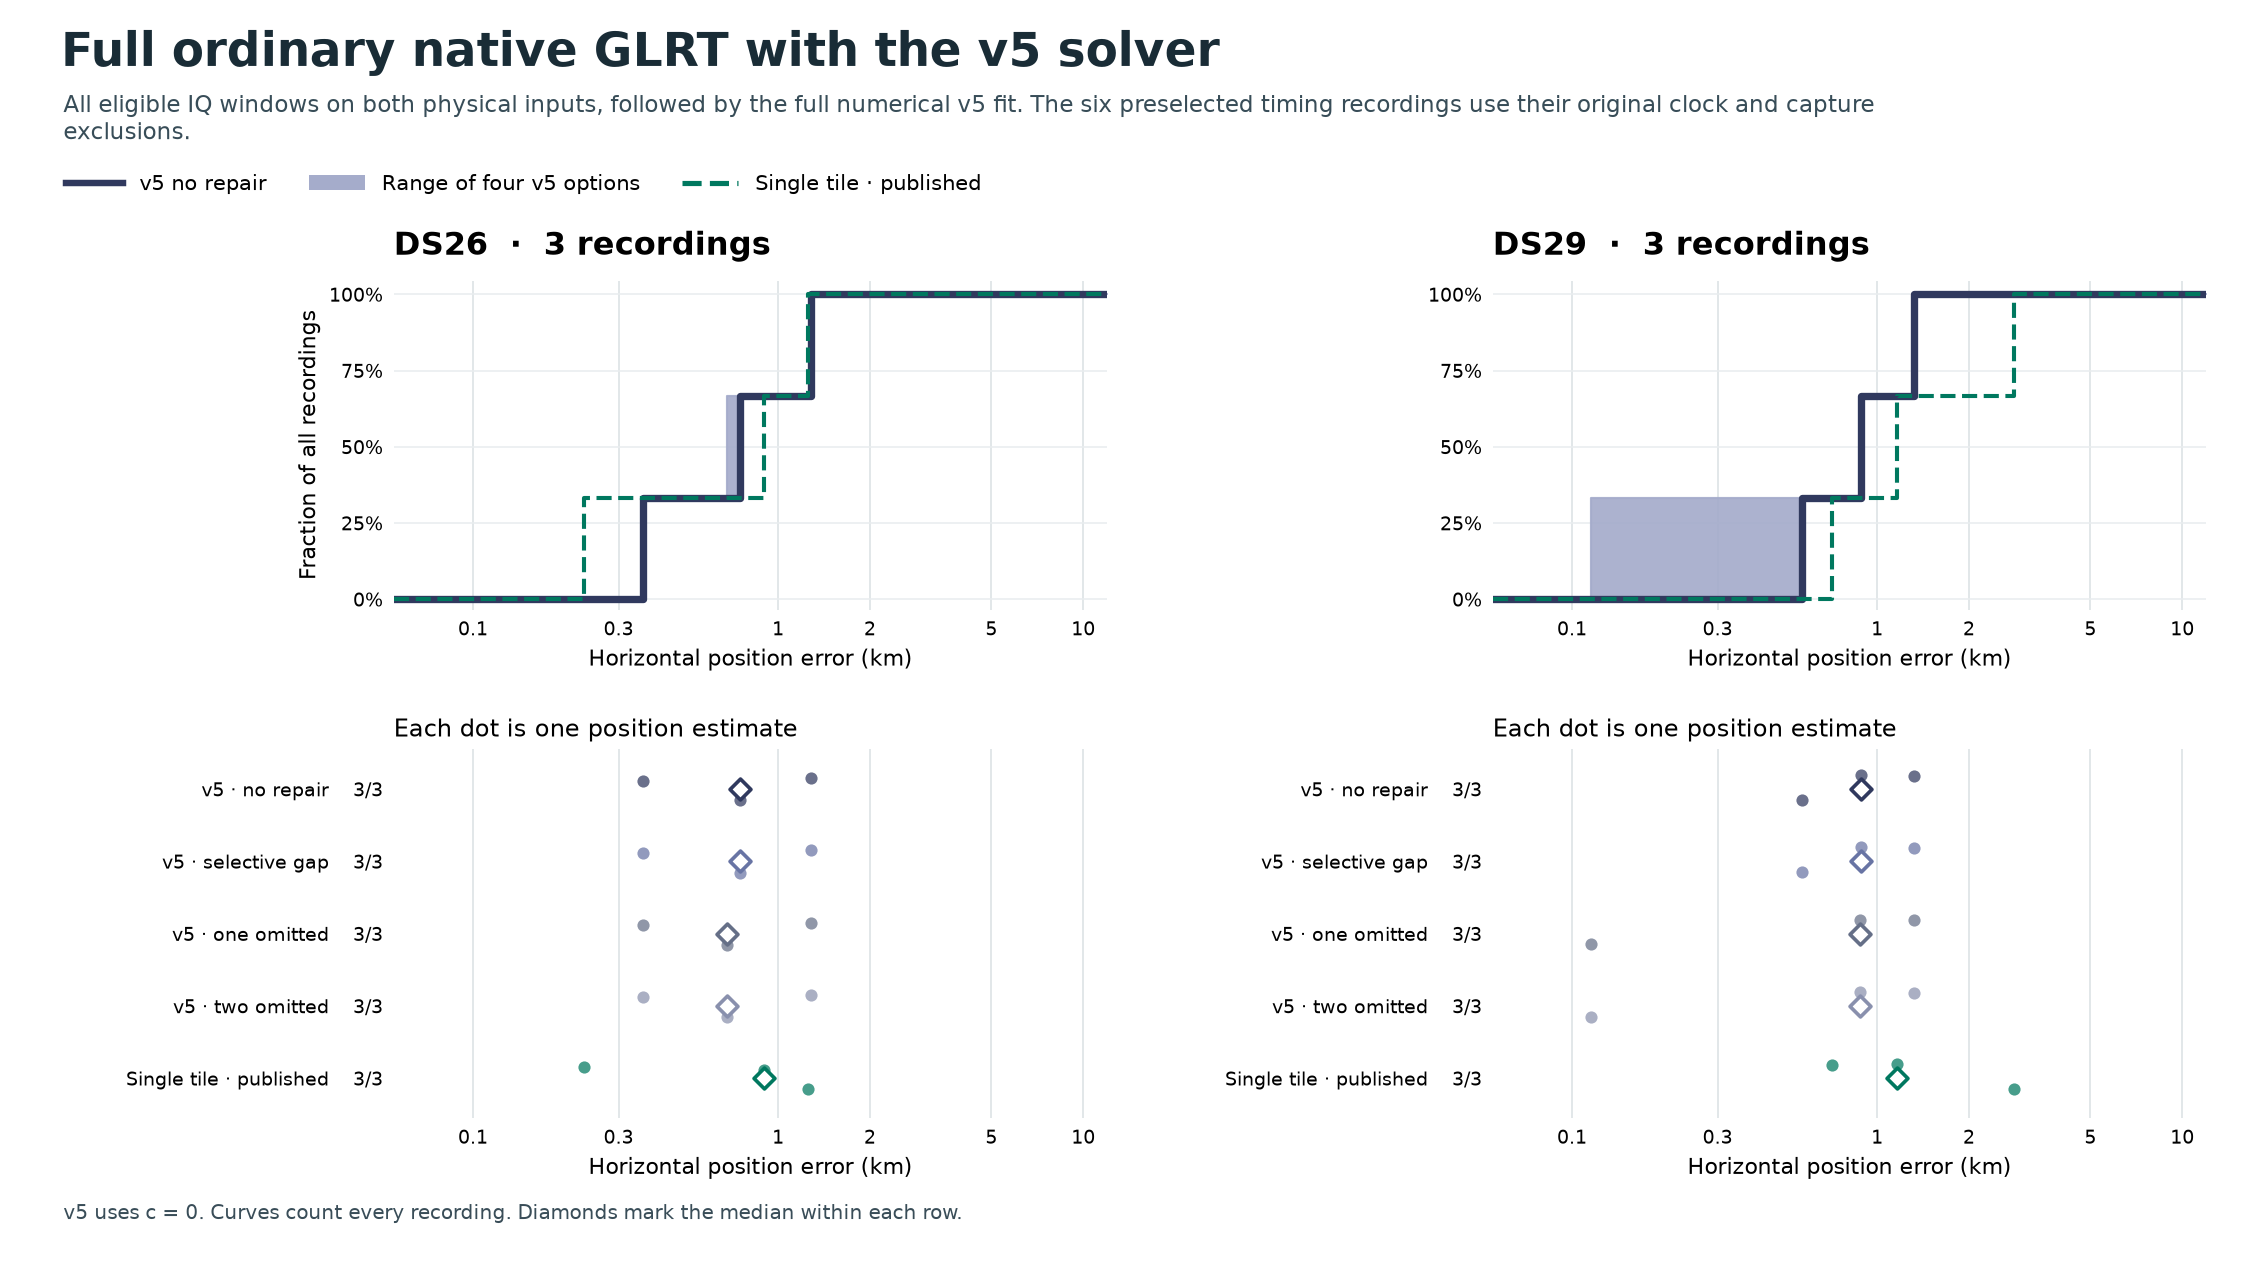 Full ordinary native GLRT with the v5 solver
All eligible IQ windows on both physical inputs, followed by the full numerical v5 fit. The six preselected timing recordings use their original clock and capture
exclusions.
v5 no repair
Range of four v5 options
Single tile · published
DS26 · 3 recordings
Fraction of all recordings
100%
75%
50%
25%
0%
0.1 0.3 1 2 5 10
Horizontal position error (km)
DS29 · 3 recordings
100%
75%
50%
25%
0%
0.1 0.3 1 2 5 10
Horizontal position error (km)
Each dot is one position estimate
v5 · no repair 3/3
v5 · selective gap 3/3
v5 · one omitted 3/3
v5 · two omitted 3/3
Single tile · published 3/3
0.1 0.3 1 2 5 10
Horizontal position error (km)
Each dot is one position estimate
v5 · no repair 3/3
v5 · selective gap 3/3
v5 · one omitted 3/3
v5 · two omitted 3/3
Single tile · published 3/3
0.1 0.3 1 2 5 10
Horizontal position error (km)
v5 uses c = 0. Curves count every recording. Diamonds mark the median within each row.